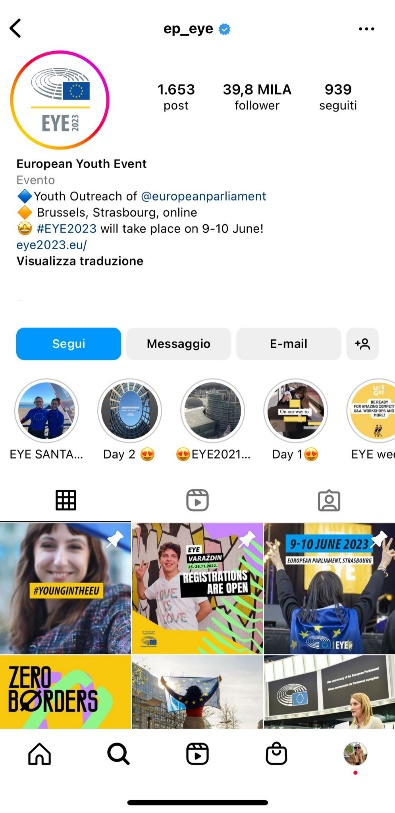 ep_eye
EYE 2023
1.653
post
39,8 MILA
follower
939
seguiti
European Youth Event
Evento
🔷Youth Outreach of @europeanparliament
🔶 Brussels, Strasbourg, online
🤩 #EYE2023 will take place on 9-10 June!
eye2023.eu/
Visualizza traduzione
Segui
Messaggio
E-mail
EYE SANTA...
Day 2 😍
😍EYE2021...
Day 1😍
EYE wee
#YOUNGINTHEEU
EYE
VARAŽDIN
REGISTRATIONS
ARE OPEN
9-10 JUNE 2023
EUROPEAN PARLIAMENT, STRASBOURG
EYE
ZERO
BORDERS